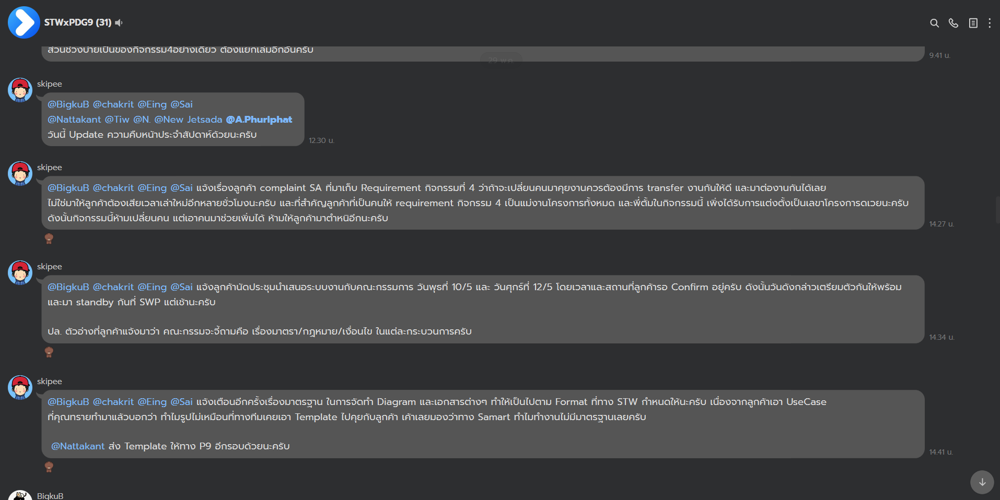 STWxPDG9 (31)
ส่วนช่วงบ่ายเป็นของกิจกรรม4อย่างเดียว ต้องแยกเล่มอีกอันครับ
9.41 น.
29 พ.ค.
skipee
@BigkuB @chakrit @Eing @Sai
@Nattakant @Tiw @N. @New Jetsada @A.Phuriphat
วันนี้ Update ความคืบหน้าประจำสัปดาห์ด้วยนะครับ
12.30 น.
skipee
@BigkuB @chakrit @Eing @Sai แจ้งเรื่องลูกค้า complaint SA ที่มาเก็บ Requirement กิจกรรมที่ 4 ว่าถ้าจะเปลี่ยนคนมาคุยงานควรต้องมีการ transfer งานกันให้ดี และมาต่องานกันได้เลย
ไม่ใช่มาให้ลูกค้าต้องเสียเวลาเล่าใหม่อีกหลายชั่วโมงนะครับ และที่สำคัญลูกค้าที่เป็นคนให้ requirement กิจกรรม 4 เป็นแม่งานโครงการทั้งหมด และพี่ตั้มในกิจกรรมนี้ เพิ่งได้รับการแต่งตั้งเป็นเลขาโครงการดเวยนะครับ
ดังนั้นกิจกรรมนี้ห้ามเปลี่ยนคน แต่เอาคนมาช่วยเพิ่มได้ ห้ามให้ลูกค้ามาตำหนิอีกนะครับ
14.27 น.
skipee
@BigkuB @chakrit @Eing @Sai แจ้งลูกค้านัดประชุมนำเสนอระบบงานกับคณะกรรมการ วันพุธที่ 10/5 และ วันศุกร์ที่ 12/5 โดยเวลาและสถานที่ลูกค้ารอ Confirm อยู่ครับ ดังนั้นวันดังกล่าวเตรียมตัวกันให้พร้อม
และมา standby กันที่ SWP แต่เช้านะครับ
ปล. ตัวอ่างที่ลูกค้าแจ้งมาว่า คณะกรรมจะจี้ถามคือ เรื่องมาตรา/กฏหมาย/เงื่อนไข ในแต่ละกระบวนการครับ
14.34 น.
skipee
@BigkuB @chakrit @Eing @Sai แจ้งเตือนอีกครั้งเรื่องมาตรฐาน ในการจัดทำ Diagram และเอกสารต่างๆ ทำให้เป็นไปตาม Format ที่ทาง STW กำหนดให้นะครับ เนื่องจากลูกค้าเอา UseCase
ที่คุณทรายทำมาแล้วบอกว่า ทำไมรูปไม่เหมือนที่ทางทีมเคยเอา Template ไปคุยกับลูกค้า เค้าเลยมองว่าทาง Samart ทำไมทำงานไม่มีมาตรฐานเลยครับ
@Nattakant ส่ง Template ให้ทาง P9 อีกรอบด้วยนะครับ
14.41 น.
BigkuB